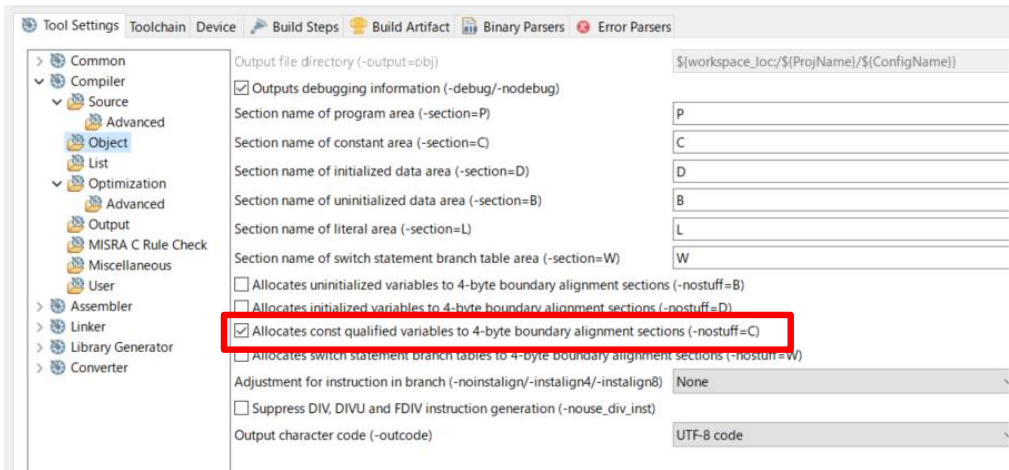 Tool Settings Toolchain Device Build Steps Build Artifact Binary Parsers Error Parsers
Common
Compiler
Source
Advanced
Object
List
Optimization
Advanced
Output
MISRA C Rule Check
Miscellaneous
User
Assembler
Linker
Library Generator
Converter
Output file directory (-output=obj) ${workspace_loc:/${ProjName}/${ConfigName}}
Outputs debugging information (-debug/-nodebug)
Section name of program area (-section=P) P
Section name of constant area (-section=C) C
Section name of initialized data area (-section=D) D
Section name of uninitialized data area (-section=B) B
Section name of literal area (-section=L) L
Section name of switch statement branch table area (-section=W) W
Allocates uninitialized variables to 4-byte boundary alignment sections (-nostuff=B)
Allocates initialized variables to 4-byte boundary alignment sections (-nostuff=D)
Allocates const qualified variables to 4-byte boundary alignment sections (-nostuff=C)
Allocates switch statement branch tables to 4-byte boundary alignment sections (-nostuff=W)
Adjustment for instruction in branch (-noinstalign/-instalign4/-instalign8) None
Suppress DIV, DIVU and FDIV instruction generation (-nouse_div_inst)
Output character code (-outcode) UTF-8 code